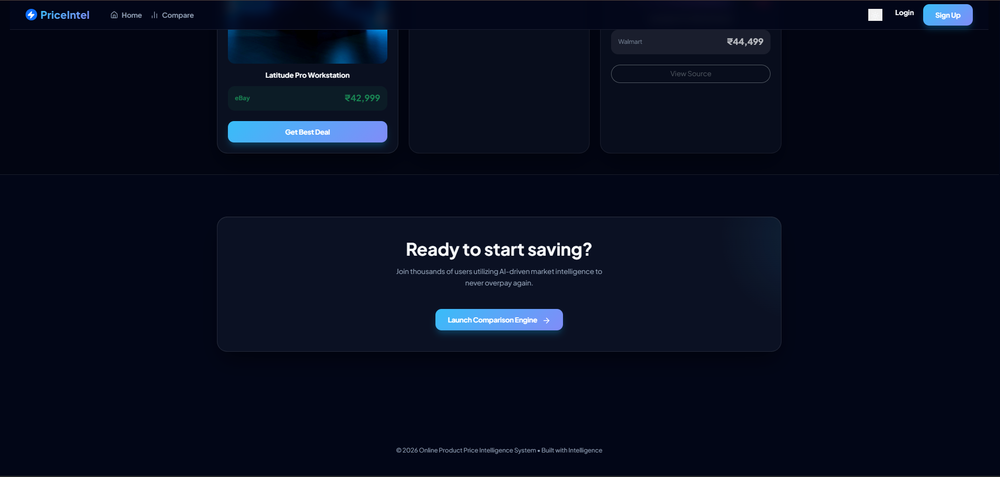 PriceIntel
Home
Compare
Login
Sign Up
Walmart
₹44,499
View Source
Latitude Pro Workstation
eBay
₹42,999
Get Best Deal
Ready to start saving?
Join thousands of users utilizing AI-driven market intelligence to
never overpay again.
Launch Comparison Engine
© 2026 Online Product Price Intelligence System • Built with Intelligence